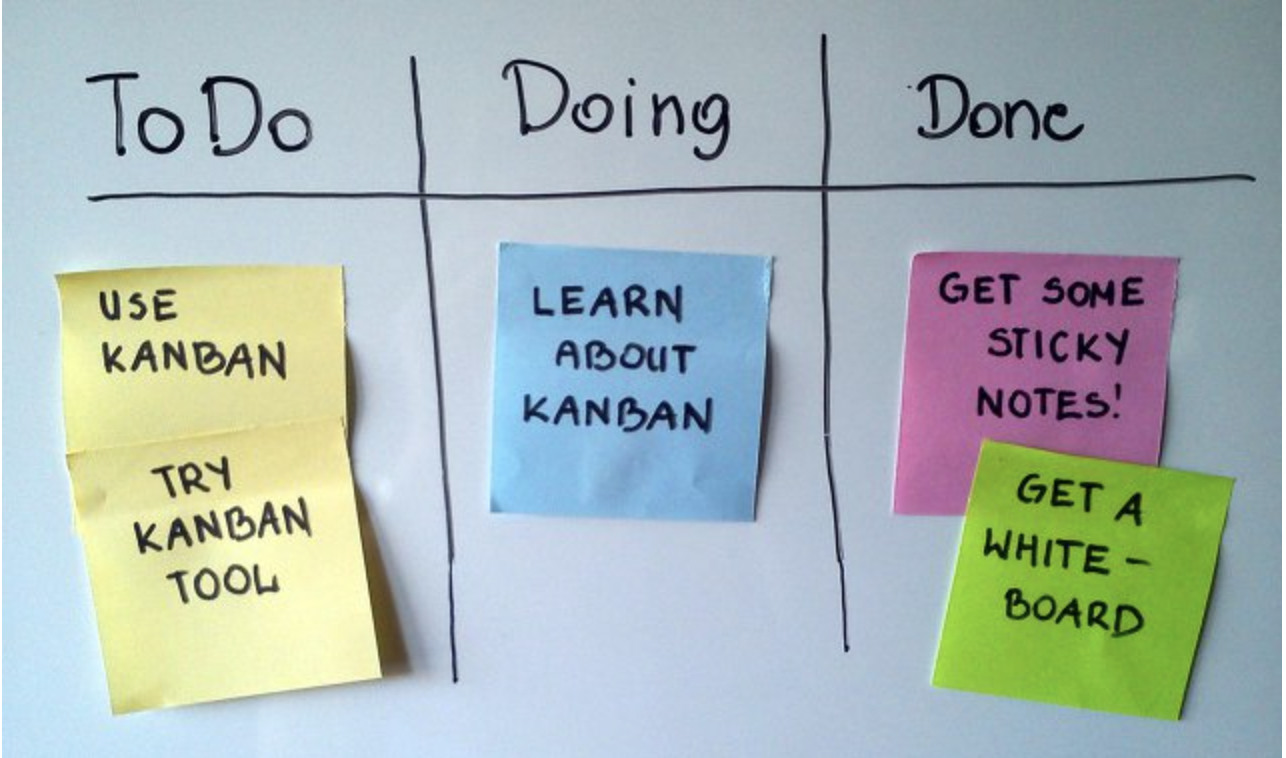 To Do
Doing
Done
USE
KANBAN
TRY
KANBAN
TOOL
LEARN
ABOUT
KANBAN
GET SOME
STICKY
NOTES!
GET A
WHITE-
BOARD